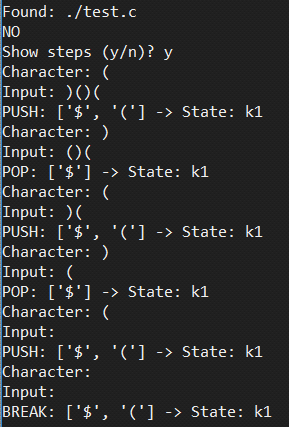 Found: ./test.c
NO
Show steps (y/n)? y
Character: (
Input: )()(
PUSH: ['$', '('] -> State: k1
Character: )
Input: ()(
POP: ['$'] -> State: k1
Character: (
Input: )(
PUSH: ['$', '('] -> State: k1
Character: )
Input: (
POP: ['$'] -> State: k1
Character: (
Input:
PUSH: ['$', '('] -> State: k1
Character:
Input:
BREAK: ['$', '('] -> State: k1